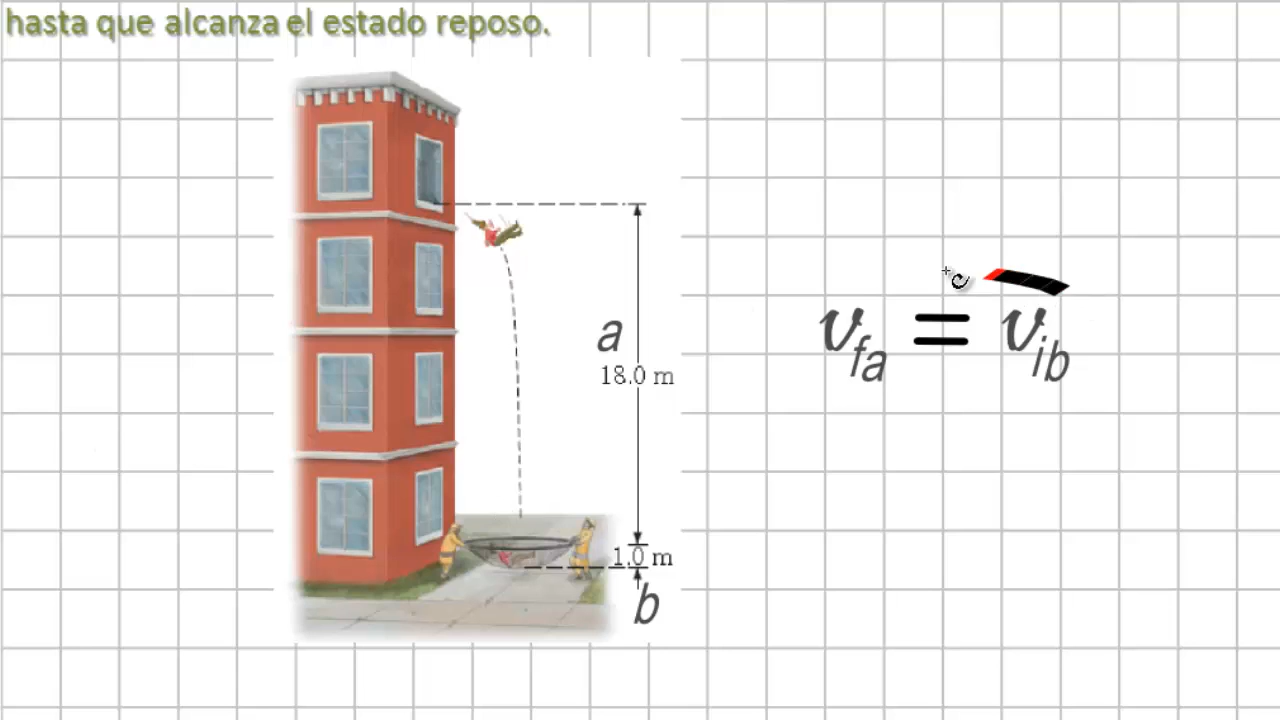 hasta que alcanza el estado reposo.
a
18.0 m
v_fa = v_ib
1.0 m
b